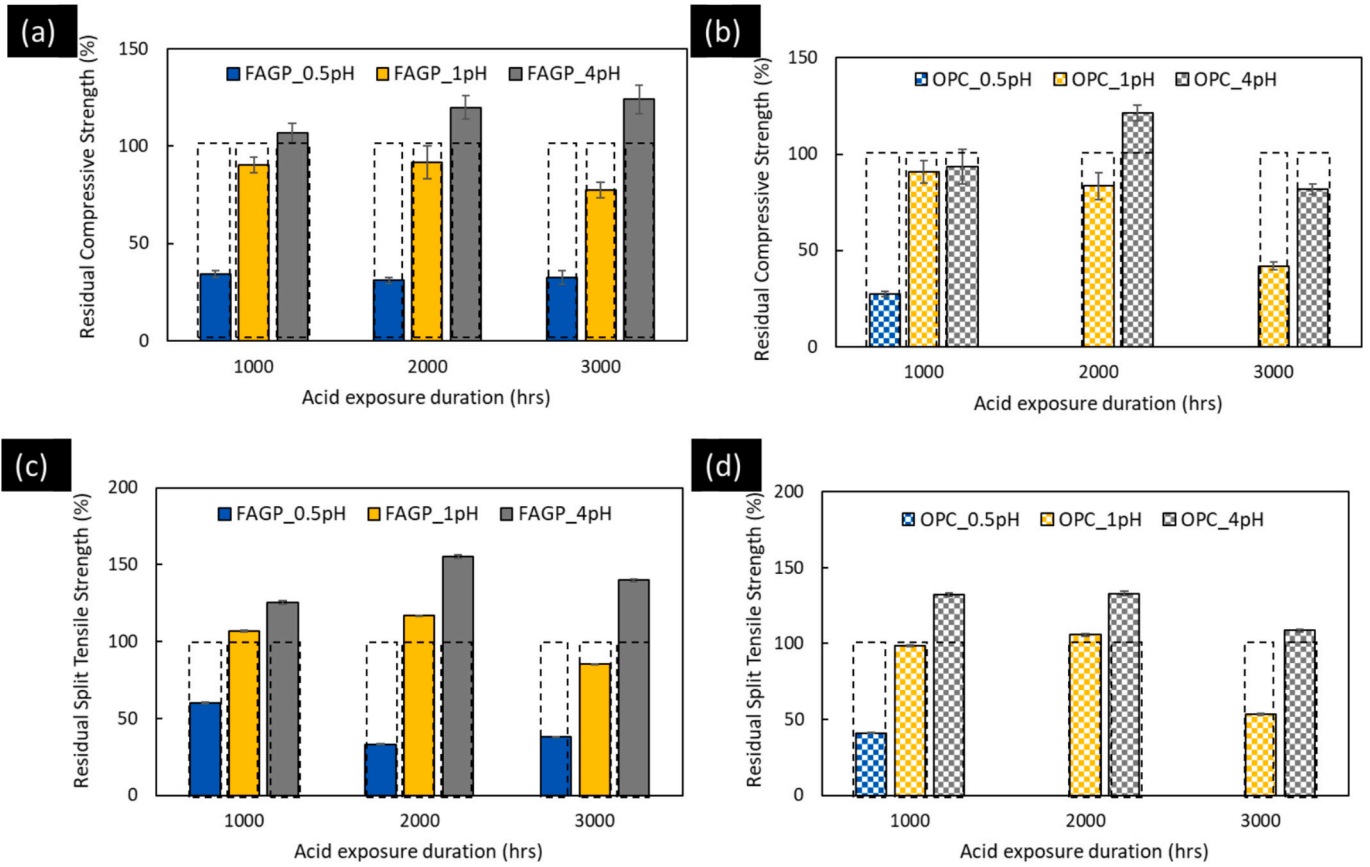 (a)
Residual Compressive Strength (%)
150
100
50
0
FAGP_0.5pH FAGP_1pH FAGP_4pH
1000 2000 3000
Acid exposure duration (hrs)
(b)
Residual Compressive Strength (%)
150
100
50
0
OPC_0.5pH OPC_1pH OPC_4pH
1000 2000 3000
Acid exposure duration (hrs)
(c)
Residual Split Tensile Strength (%)
200
150
100
50
0
FAGP_0.5pH FAGP_1pH FAGP_4pH
1000 2000 3000
Acid exposure duration (hrs)
(d)
Residual Split Tensile Strength (%)
200
150
100
50
0
OPC_0.5pH OPC_1pH OPC_4pH
1000 2000 3000
Acid exposure duration (hrs)